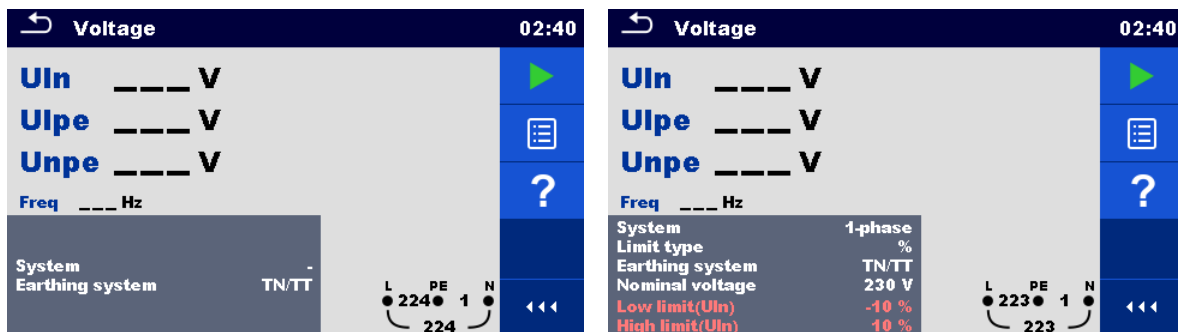 Voltage 02:40
Uln ___ V
Ulpe ___ V
Unpe ___ V
Freq ___ Hz
?
System -
Earthing system TN/TT
L PE N
224 1
224
Voltage 02:40
Uln ___ V
Ulpe ___ V
Unpe ___ V
Freq ___ Hz
?
System 1-phase
Limit type %
Earthing system TN/TT
Nominal voltage 230 V
Low limit(Uln) -10 %
High limit(Uln) 10 %
L PE N
223 1
223